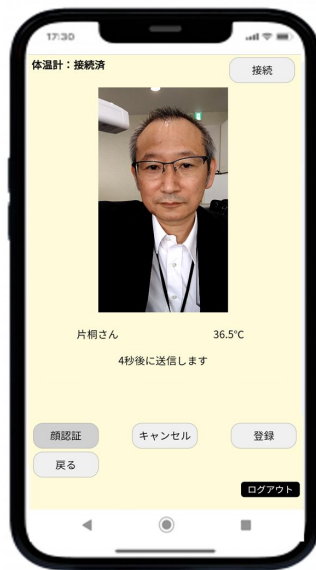 17:30
体温計：接続済
接続
片桐さん 36.5℃
4秒後に送信します
顔認証 キャンセル 登録
戻る
ログアウト